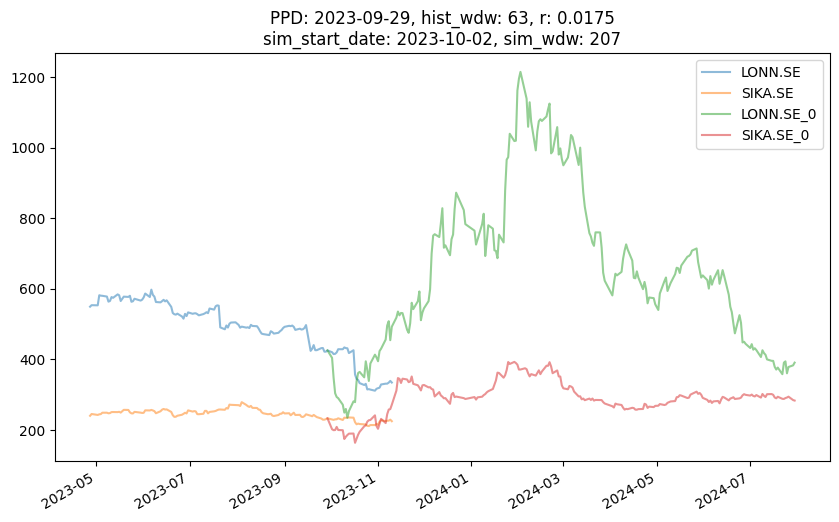 PPD: 2023-09-29, hist_wdw: 63, r: 0.0175
sim_start_date: 2023-10-02, sim_wdw: 207
LONN.SE
SIKA.SE
LONN.SE_0
SIKA.SE_0
1200
1000
800
600
400
200
2023-05
2023-07
2023-09
2023-11
2024-01
2024-03
2024-05
2024-07